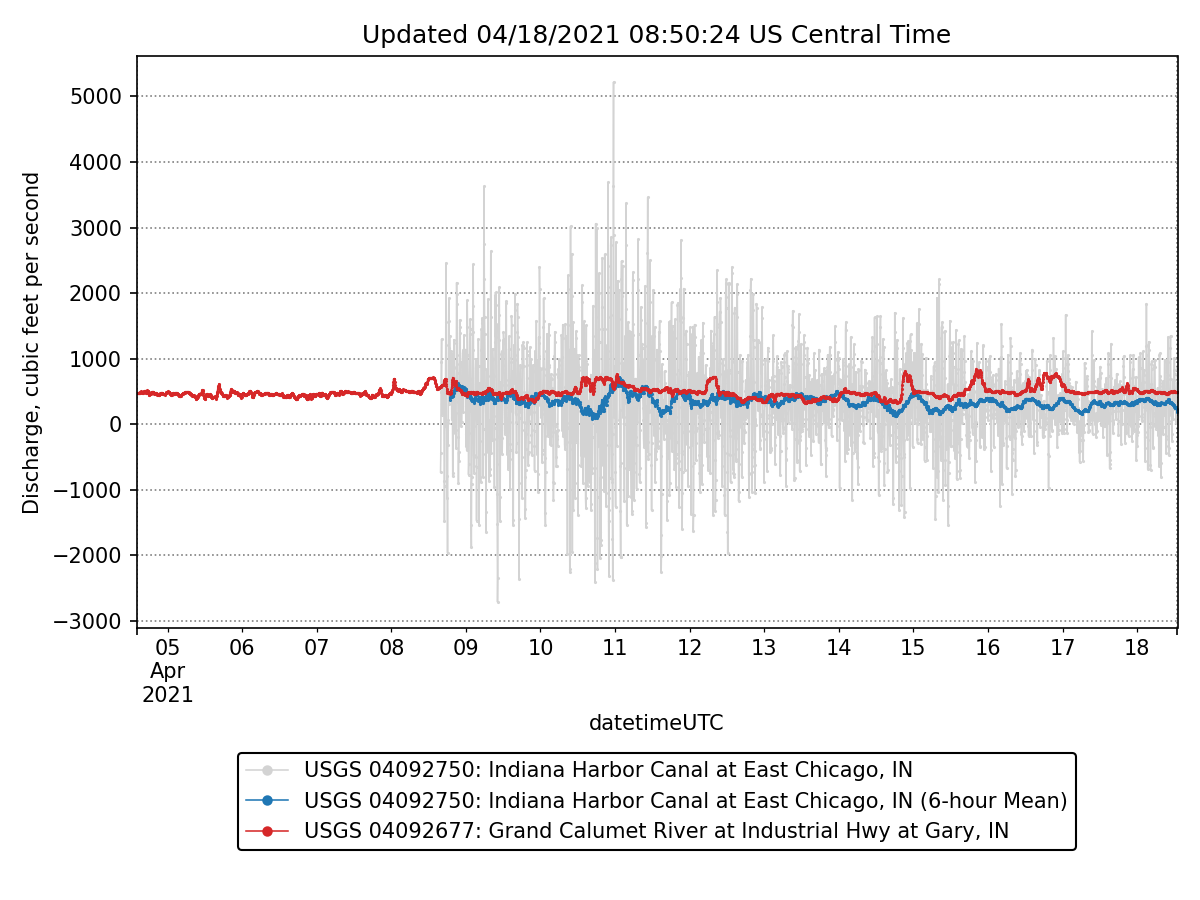 Updated 04/18/2021 08:50:24 US Central Time
Discharge, cubic feet per second
5000
4000
3000
2000
1000
0
−1000
−2000
−3000
05 06 07 08 09 10 11 12 13 14 15 16 17 18
Apr
2021
datetimeUTC
USGS 04092750: Indiana Harbor Canal at East Chicago, IN
USGS 04092750: Indiana Harbor Canal at East Chicago, IN (6-hour Mean)
USGS 04092677: Grand Calumet River at Industrial Hwy at Gary, IN